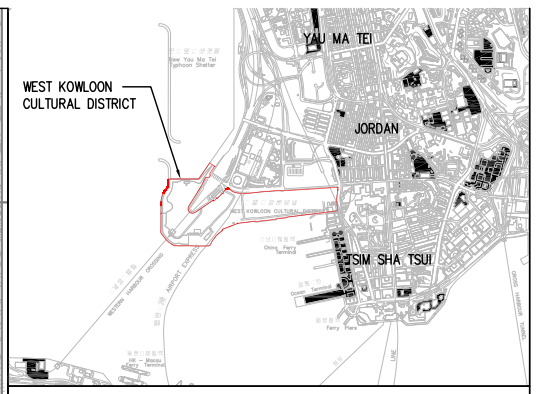 YAU MA TEI
New Yau Ma Tei
Typhoon Shelter
WEST KOWLOON
CULTURAL DISTRICT
JORDAN
WEST KOWLOON CULTURAL DISTRICT
China Ferry
Terminal
TSIM SHA TSUI
Ocean Terminal
WESTERN HARBOUR CROSSING
AIRPORT EXPRESS
CROSS HARBOUR TUNNEL
Ferry Piers
HK - Macau
Ferry Terminal
LINE